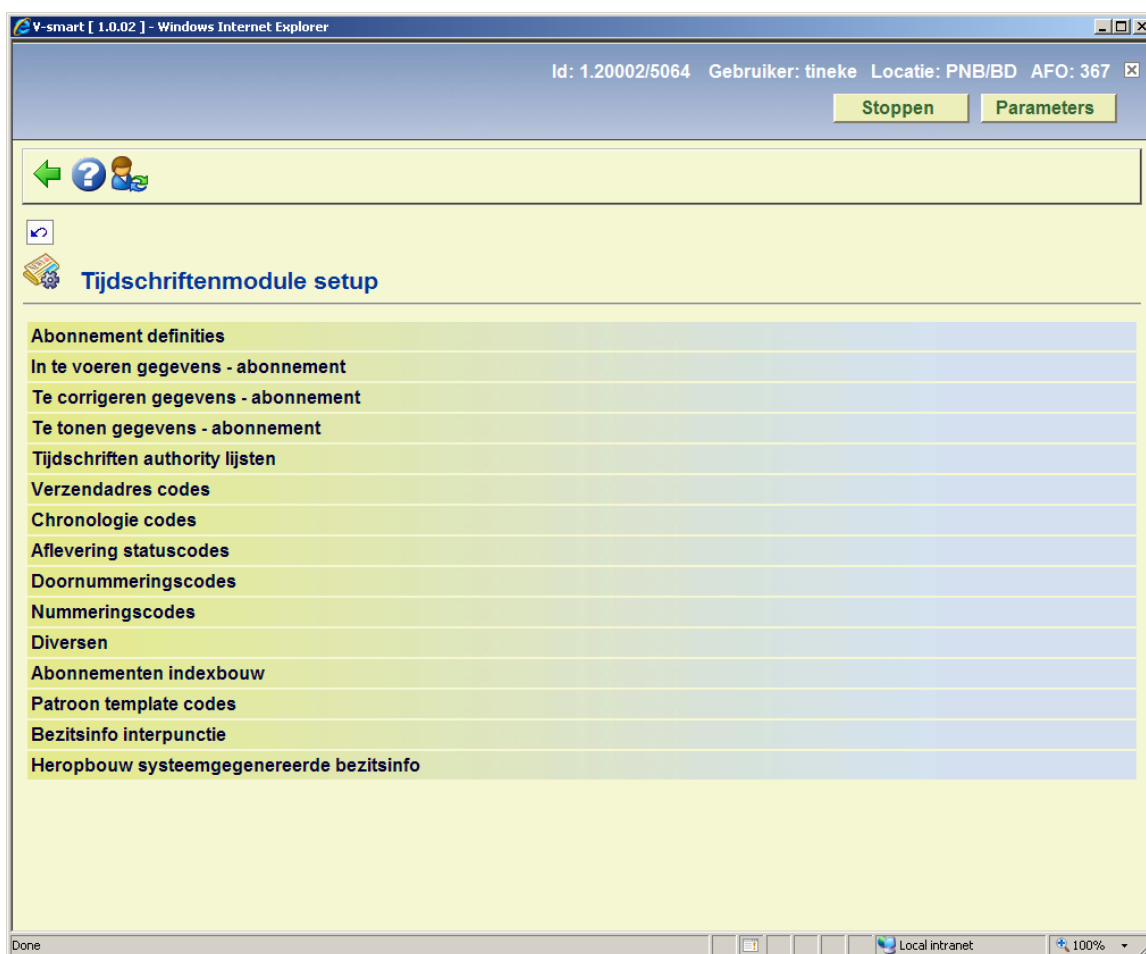 V-smart [ 1.0.02 ] - Windows Internet Explorer
Id: 1.20002/5064 Gebruiker: tineke Locatie: PNB/BD AFO: 367
Stoppen Parameters
Tijdschriftenmodule setup
Abonnement definities
In te voeren gegevens - abonnement
Te corrigeren gegevens - abonnement
Te tonen gegevens - abonnement
Tijdschriften authority lijsten
Verzendadres codes
Chronologie codes
Aflevering statuscodes
Doornummeringscodes
Nummeringscodes
Diversen
Abonnementen indexbouw
Patroon template codes
Bezitsinfo interpunctie
Heropbouw systeemgegenereerde bezitsinfo
Done Local intranet 100%